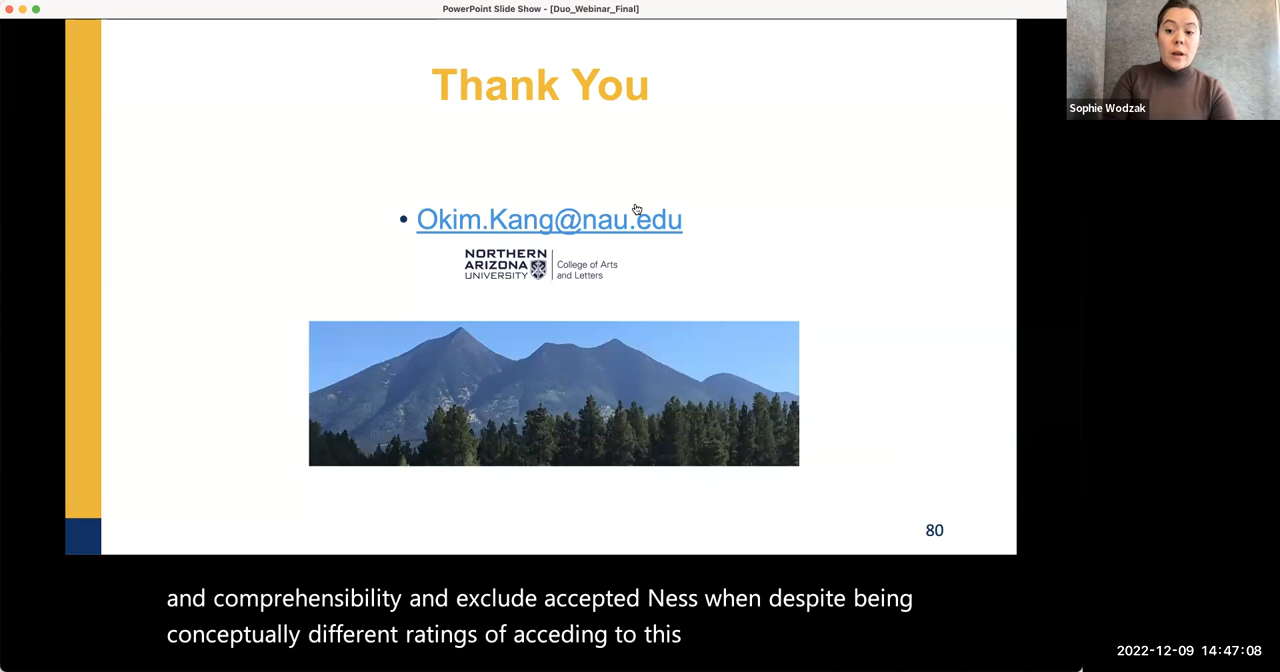 PowerPoint Slide Show - [Duo_Webinar_Final]
Sophie Wodzak
Thank You
• Okim.Kang@nau.edu
NORTHERN
ARIZONA
UNIVERSITY
College of Arts
and Letters
80
and comprehensibility and exclude accepted Ness when despite being
conceptually different ratings of acceding to this
2022-12-09 14:47:08